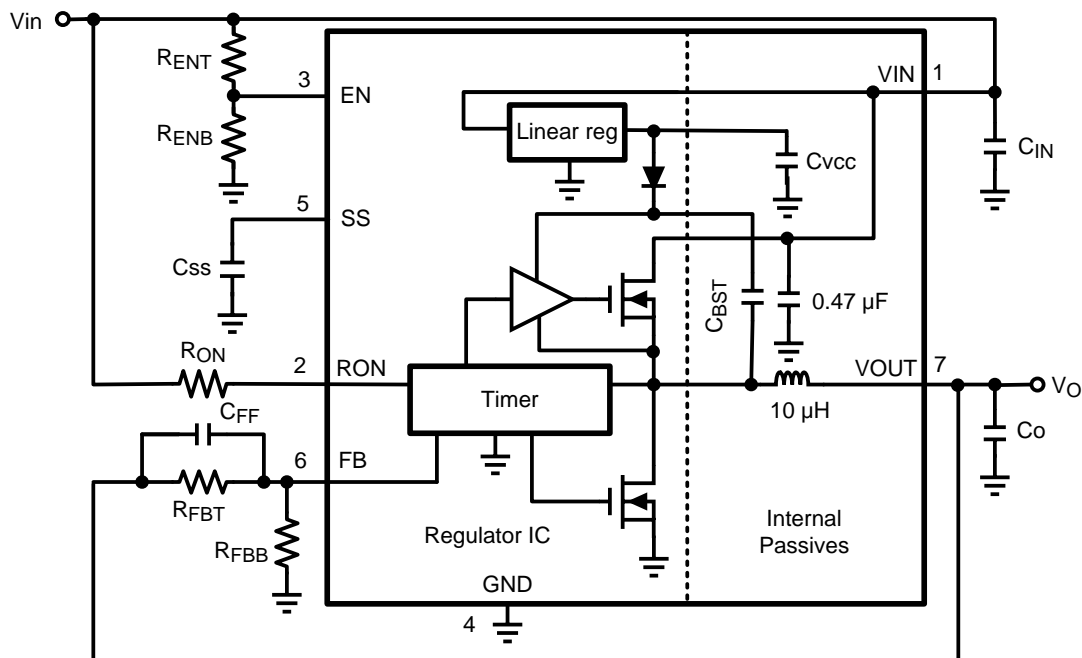 Vin
RENT
3
EN
RENB
5
SS
Css
VIN
1
Linear reg
Cvcc
CIN
CBST
0.47 µF
RON
2
RON
Timer
10 µH
VOUT
7
VO
Co
CFF
6
FB
RFBT
RFBB
Regulator IC
Internal
Passives
GND
4